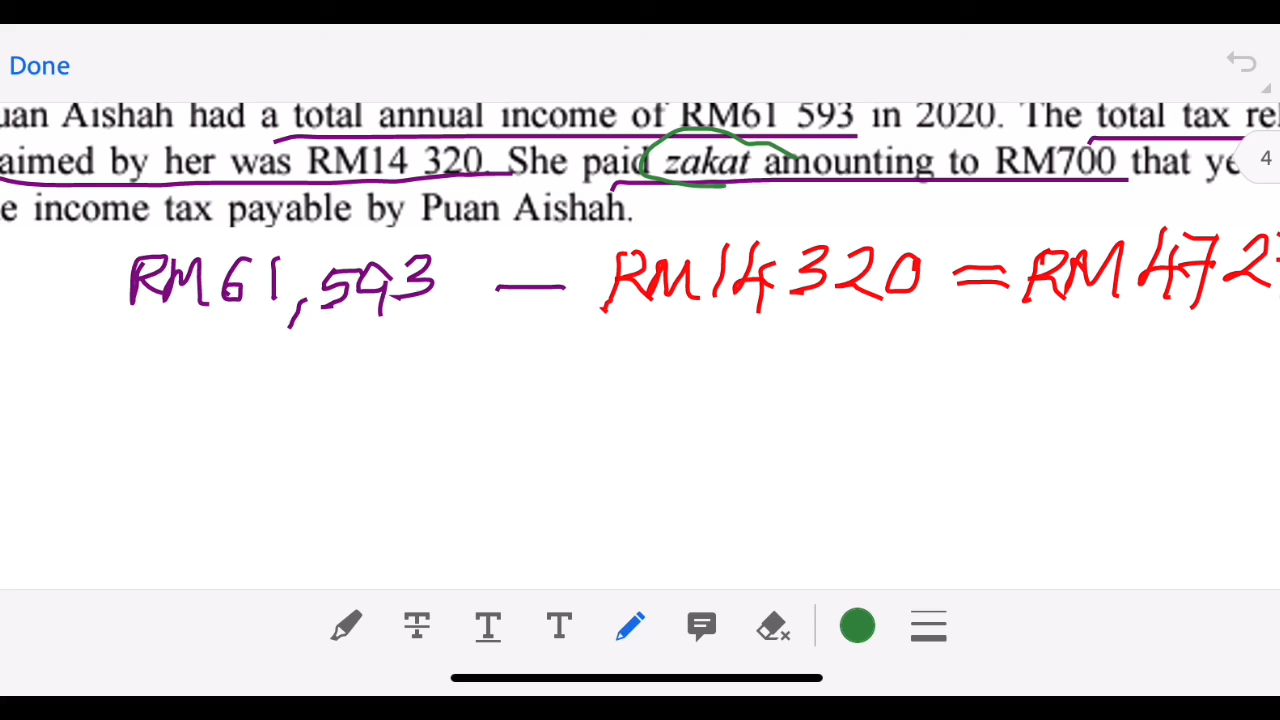 Done
uan Aishah had a total annual income of RM61 593 in 2020. The total tax rel
aimed by her was RM14 320. She paid zakat amounting to RM700 that ye
4
e income tax payable by Puan Aishah.
RM61,593 — RM14320 = RM472
T T T